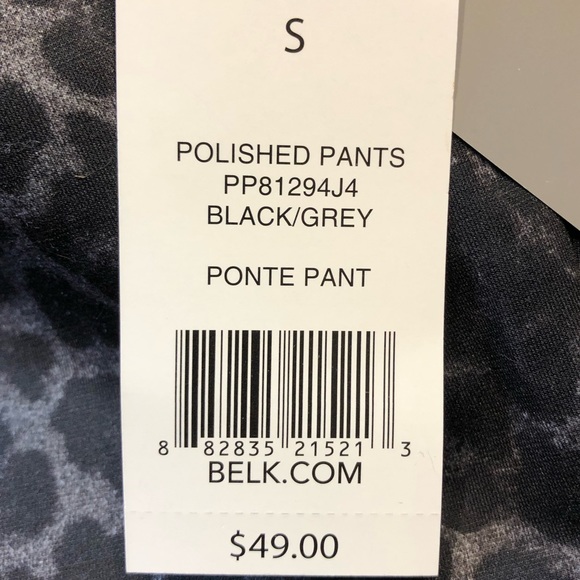 S
POLISHED PANTS
PP81294J4
BLACK/GREY
PONTE PANT
8 82835 21521 3
BELK.COM
$49.00